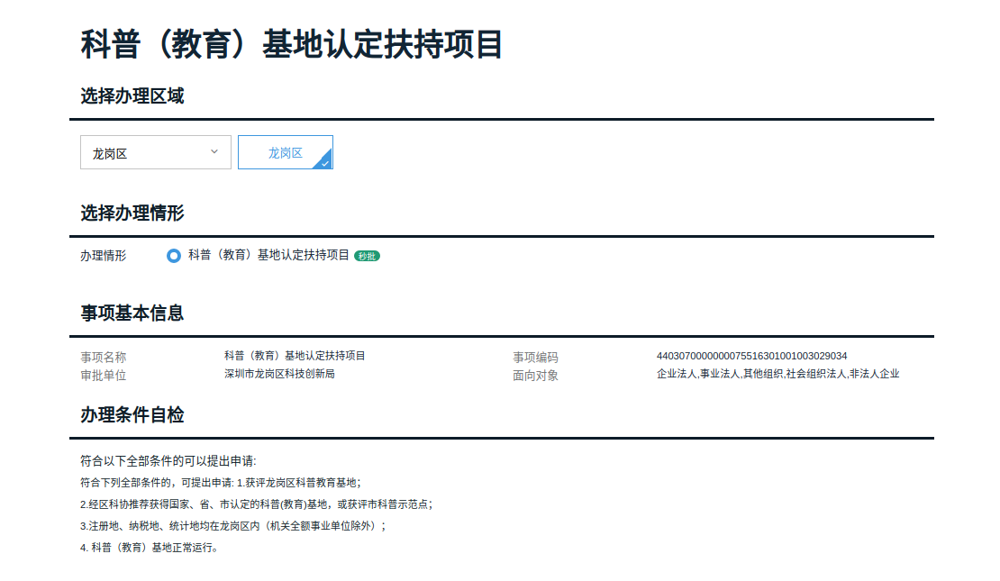 科普（教育）基地认定扶持项目
选择办理区域
龙岗区 龙岗区
选择办理情形
办理情形 科普（教育）基地认定扶持项目 秒批
事项基本信息
事项名称 科普（教育）基地认定扶持项目 事项编码 44030700000007551630100100302​9034
审批单位 深圳市龙岗区科技创新局 面向对象 企业法人,事业法人,其他组织,社会组织法人,非法人企业
办理条件自检
符合以下全部条件的可以提出申请:
符合下列全部条件的，可提出申请: 1.获评龙岗区科普教育基地；
2.经区科协推荐获得国家、省、市认定的科普(教育)基地，或获评市科普示范点；
3.注册地、纳税地、统计地均在龙岗区内（机关全额事业单位除外）；
4. 科普（教育）基地正常运行。